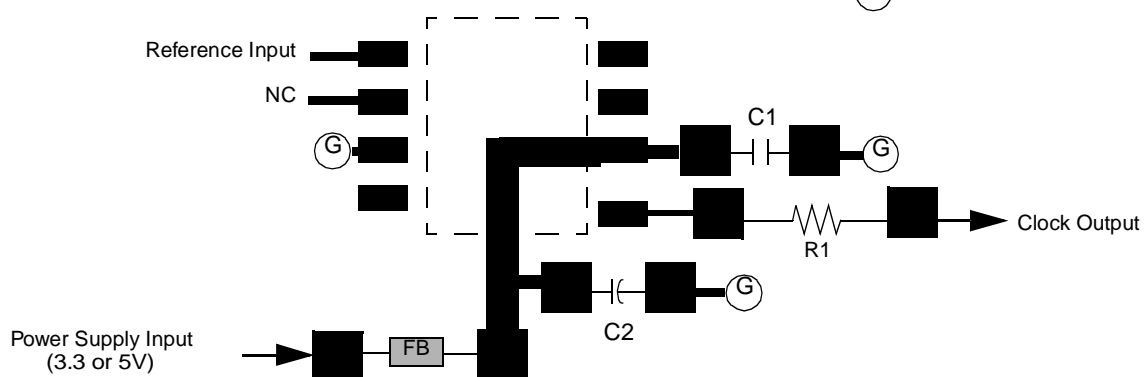 Reference Input
NC
G
C1
G
R1
Clock Output
G
C2
Power Supply Input
(3.3 or 5V)
FB